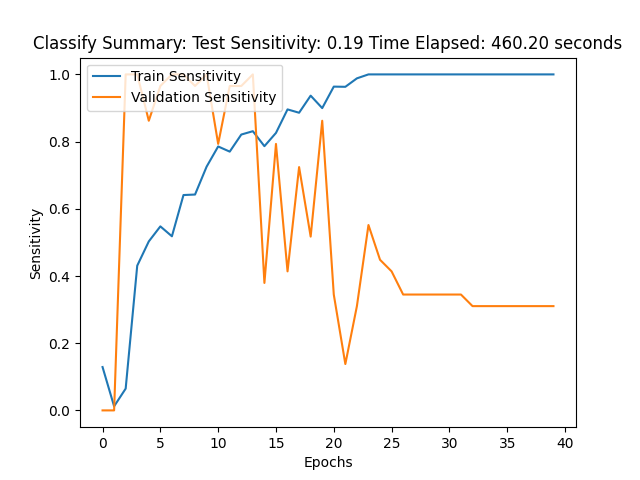 Classify Summary: Test Sensitivity: 0.19 Time Elapsed: 460.20 seconds
Train Sensitivity
Validation Sensitivity
1.0
0.8
0.6
0.4
0.2
0.0
Sensitivity
0 5 10 15 20 25 30 35 40
Epochs